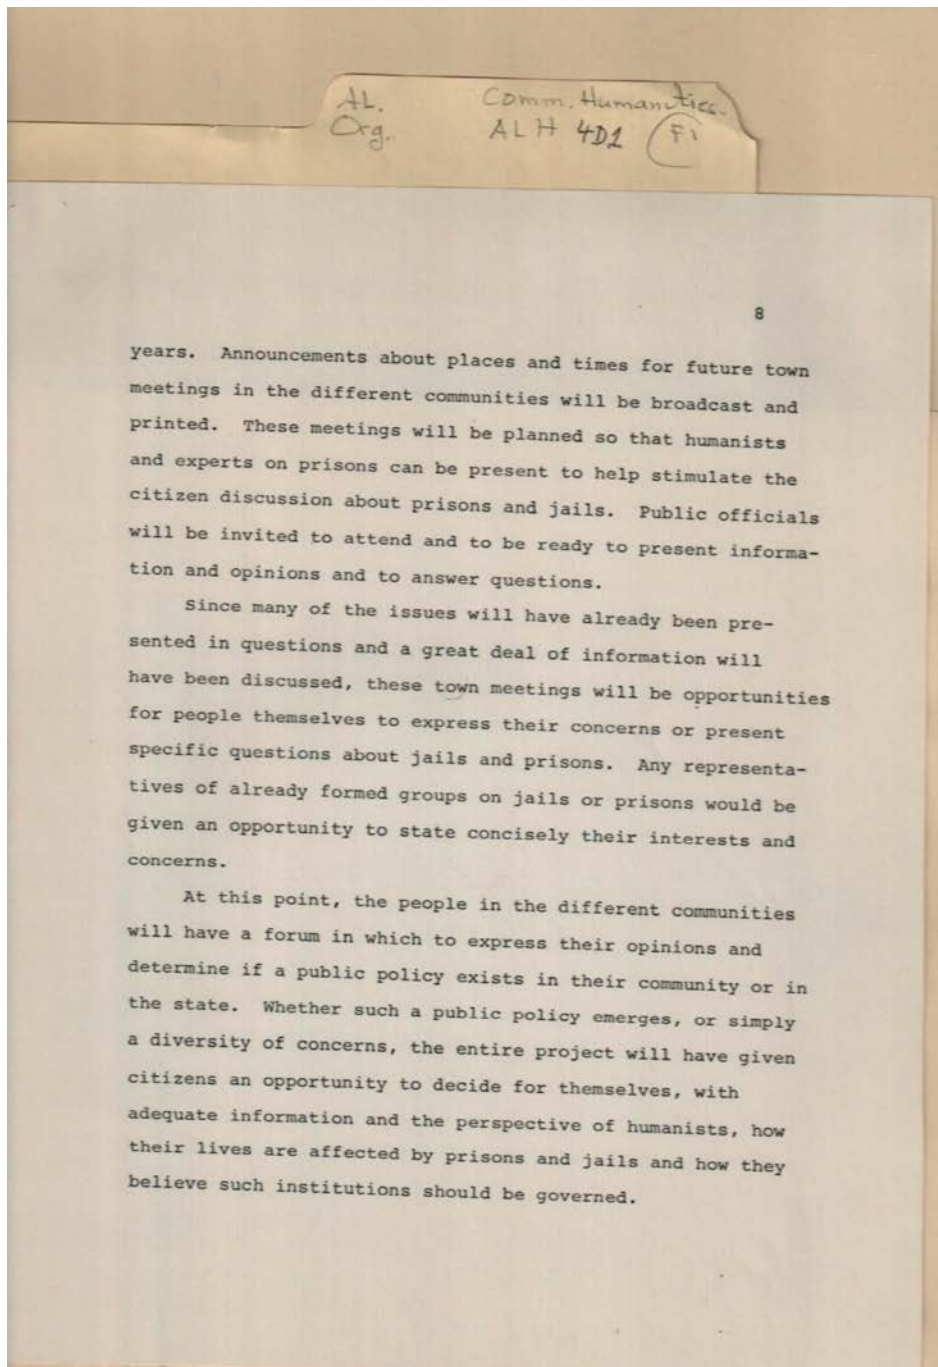 AL. Comm. Humanities.
Org. ALH 4D1 F1
8
years. Announcements about places and times for future town
meetings in the different communities will be broadcast and
printed. These meetings will be planned so that humanists
and experts on prisons can be present to help stimulate the
citizen discussion about prisons and jails. Public officials
will be invited to attend and to be ready to present informa-
tion and opinions and to answer questions.
Since many of the issues will have already been pre-
sented in questions and a great deal of information will
have been discussed, these town meetings will be opportunities
for people themselves to express their concerns or present
specific questions about jails and prisons. Any representa-
tives of already formed groups on jails or prisons would be
given an opportunity to state concisely their interests and
concerns.
At this point, the people in the different communities
will have a forum in which to express their opinions and
determine if a public policy exists in their community or in
the state. Whether such a public policy emerges, or simply
a diversity of concerns, the entire project will have given
citizens an opportunity to decide for themselves, with
adequate information and the perspective of humanists, how
their lives are affected by prisons and jails and how they
believe such institutions should be governed.